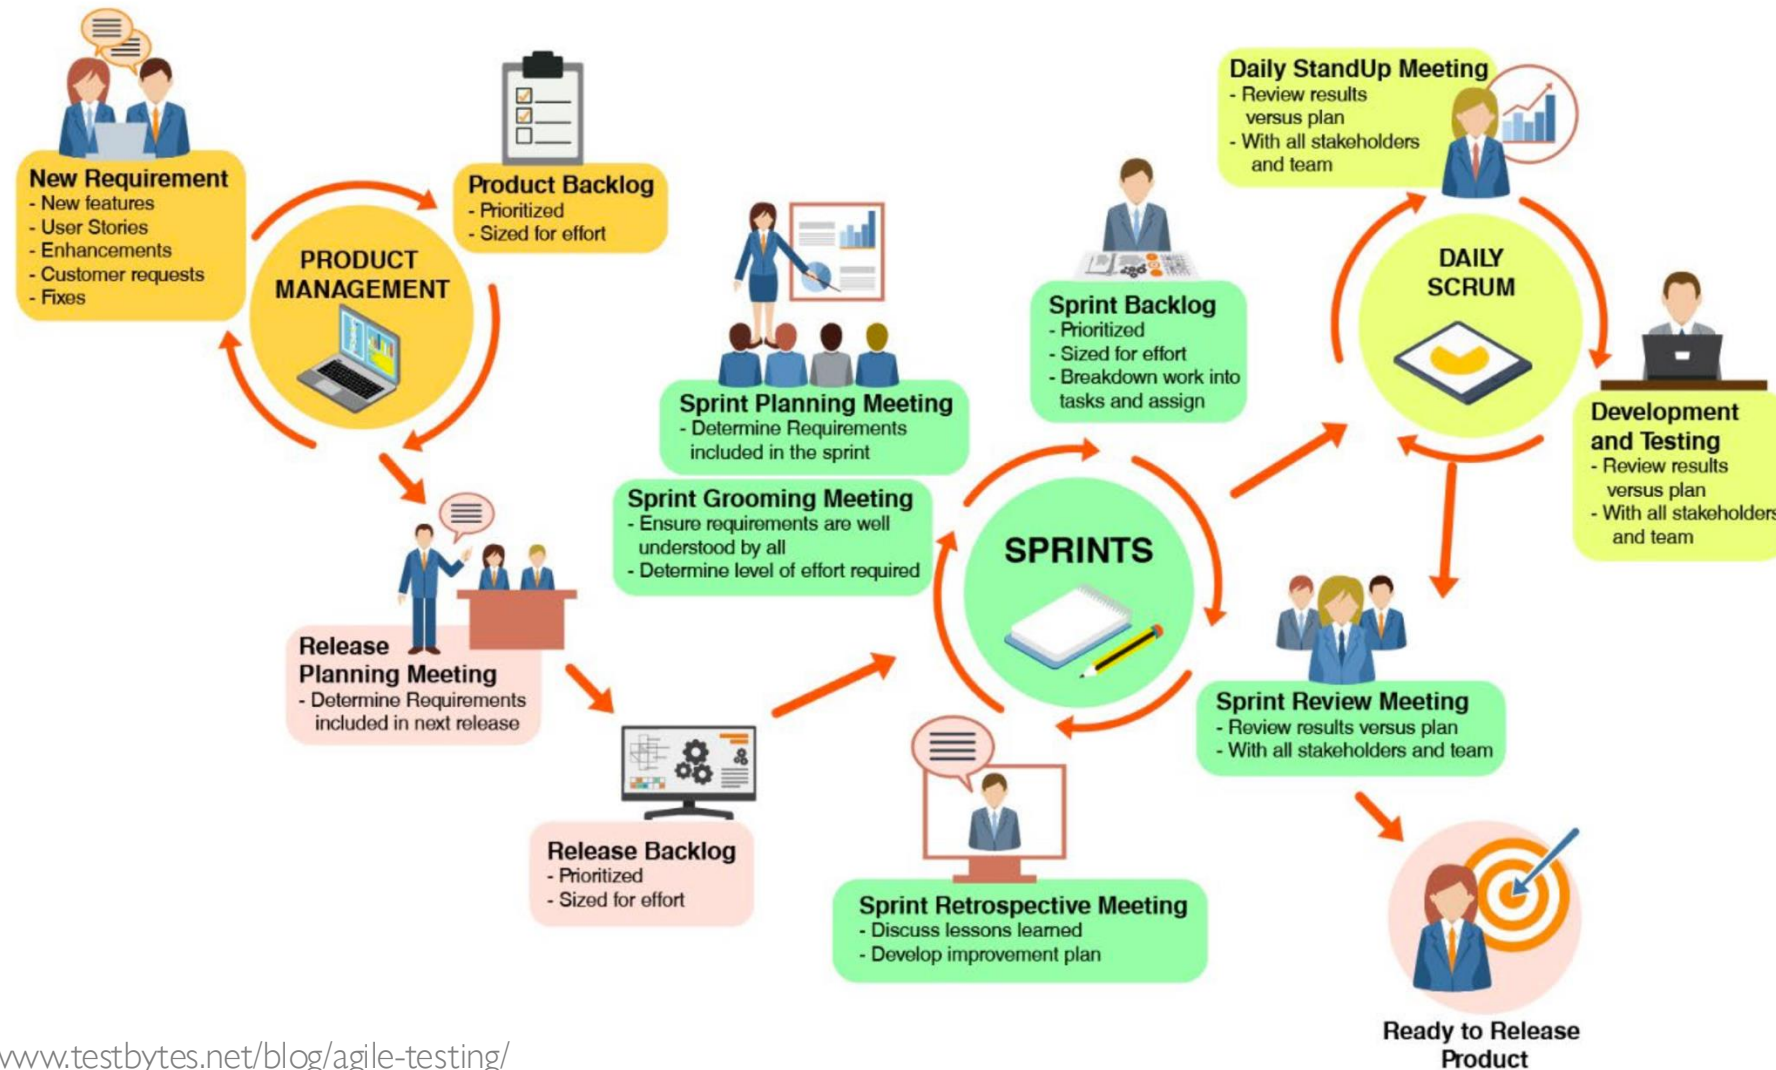 New Requirement
- New features
- User Stories
- Enhancements
- Customer requests
- Fixes
PRODUCT
MANAGEMENT
Product Backlog
- Prioritized
- Sized for effort
Release
Planning Meeting
- Determine Requirements
included in next release
Release Backlog
- Prioritized
- Sized for effort
Sprint Planning Meeting
- Determine Requirements
included in the sprint
Sprint Grooming Meeting
- Ensure requirements are well
understood by all
- Determine level of effort required
SPRINTS
Sprint Backlog
- Prioritized
- Sized for effort
- Breakdown work into
tasks and assign
Daily StandUp Meeting
- Review results
versus plan
- With all stakeholders
and team
DAILY
SCRUM
Development
and Testing
- Review results
versus plan
- With all stakeholders
and team
Sprint Review Meeting
- Review results versus plan
- With all stakeholders and team
Sprint Retrospective Meeting
- Discuss lessons learned
- Develop improvement plan
Ready to Release
Product
www.testbytes.net/blog/agile-testing/